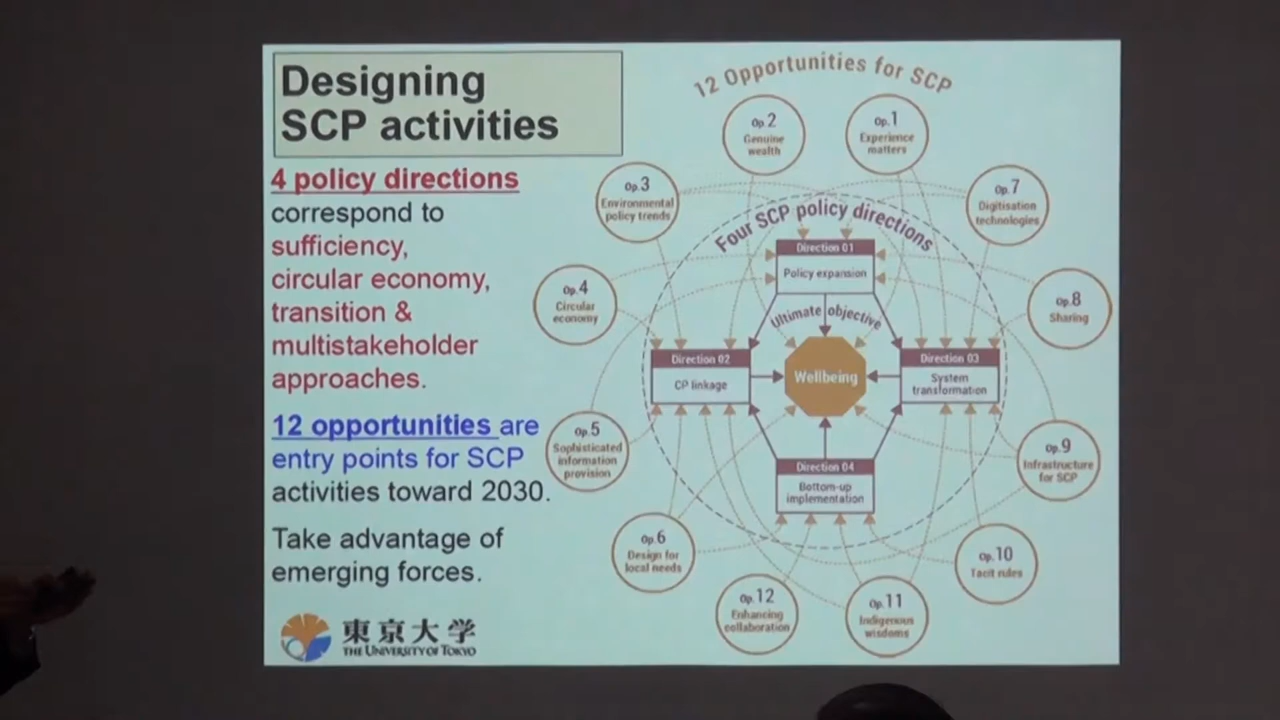 Designing
SCP activities
4 policy directions
correspond to
sufficiency,
circular economy,
transition &
multistakeholder
approaches.
12 opportunities are
entry points for SCP
activities toward 2030.
Take advantage of
emerging forces.
東京大学
THE UNIVERSITY OF TOKYO
12 Opportunities for SCP
Op.1
Experience
matters
Op.2
Genuine
wealth
Op.3
Environmental
policy trends
Op.4
Circular
economy
Op.5
Sophisticated
information
provision
Op.6
Design for
local needs
Op.7
Digitisation
technologies
Op.8
Sharing
Op.9
Infrastructure
for SCP
Op.10
Tacit rules
Op.11
Indigenous
wisdoms
Op.12
Enhancing
collaboration
Four SCP policy directions
Direction 01
Policy expansion
Ultimate objective
Direction 02
CP linkage
Wellbeing
Direction 03
System
transformation
Direction 04
Bottom-up
implementation